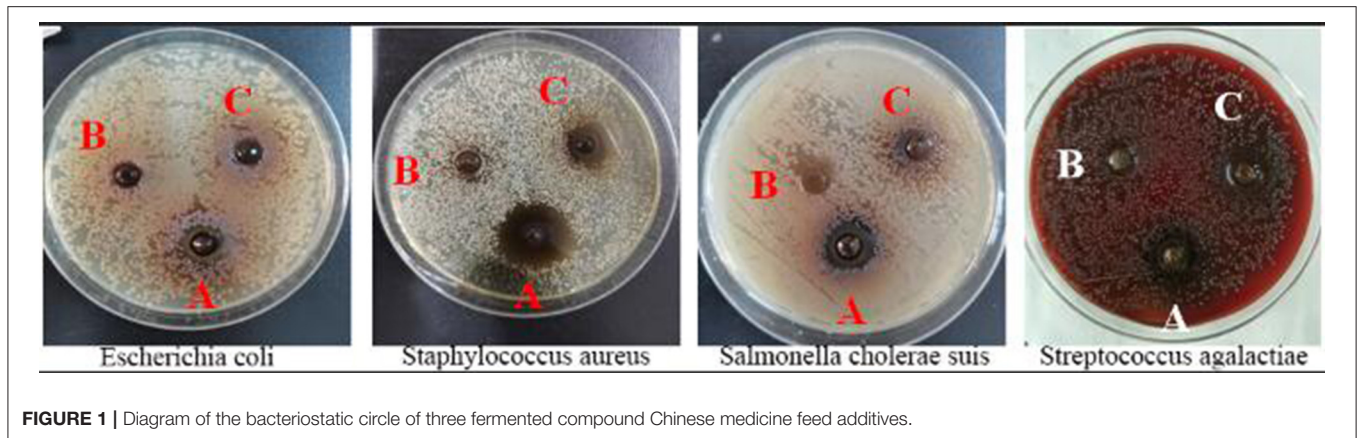 B C A
B C A
B C A
B C A
Escherichia coli
Staphylococcus aureus
Salmonella cholerae suis
Streptococcus agalactiae
FIGURE 1 | Diagram of the bacteriostatic circle of three fermented compound Chinese medicine feed additives.